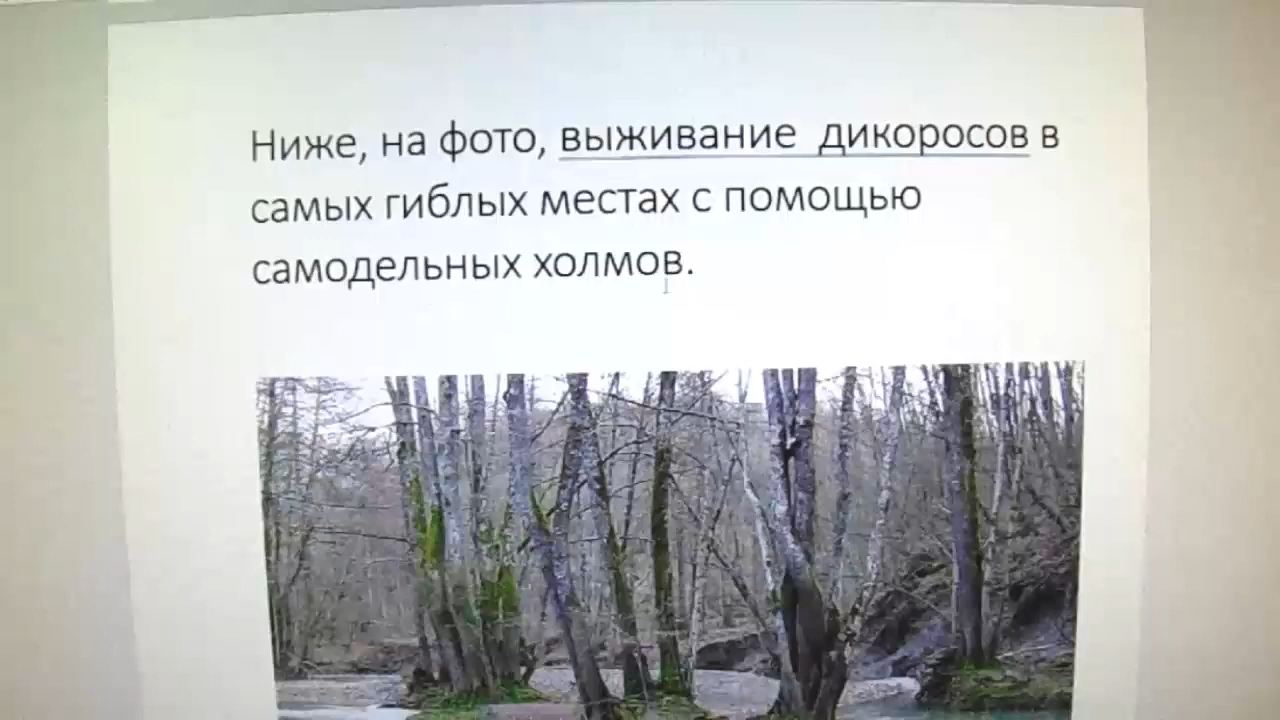 Ниже, на фото, выживание дикоросов в
самых гиблых местах с помощью
самодельных холмов.